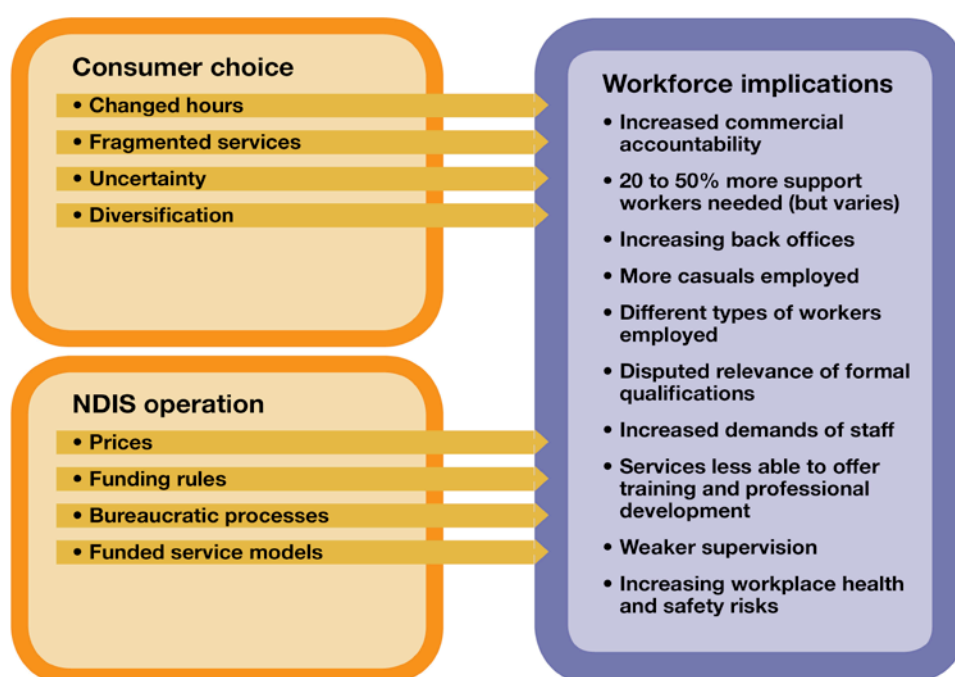 Consumer choice
• Changed hours
• Fragmented services
• Uncertainty
• Diversification
NDIS operation
• Prices
• Funding rules
• Bureaucratic processes
• Funded service models
Workforce implications
• Increased commercial
accountability
• 20 to 50% more support
workers needed (but varies)
• Increasing back offices
• More casuals employed
• Different types of workers
employed
• Disputed relevance of formal
qualifications
• Increased demands of staff
• Services less able to offer
training and professional
development
• Weaker supervision
• Increasing workplace health
and safety risks